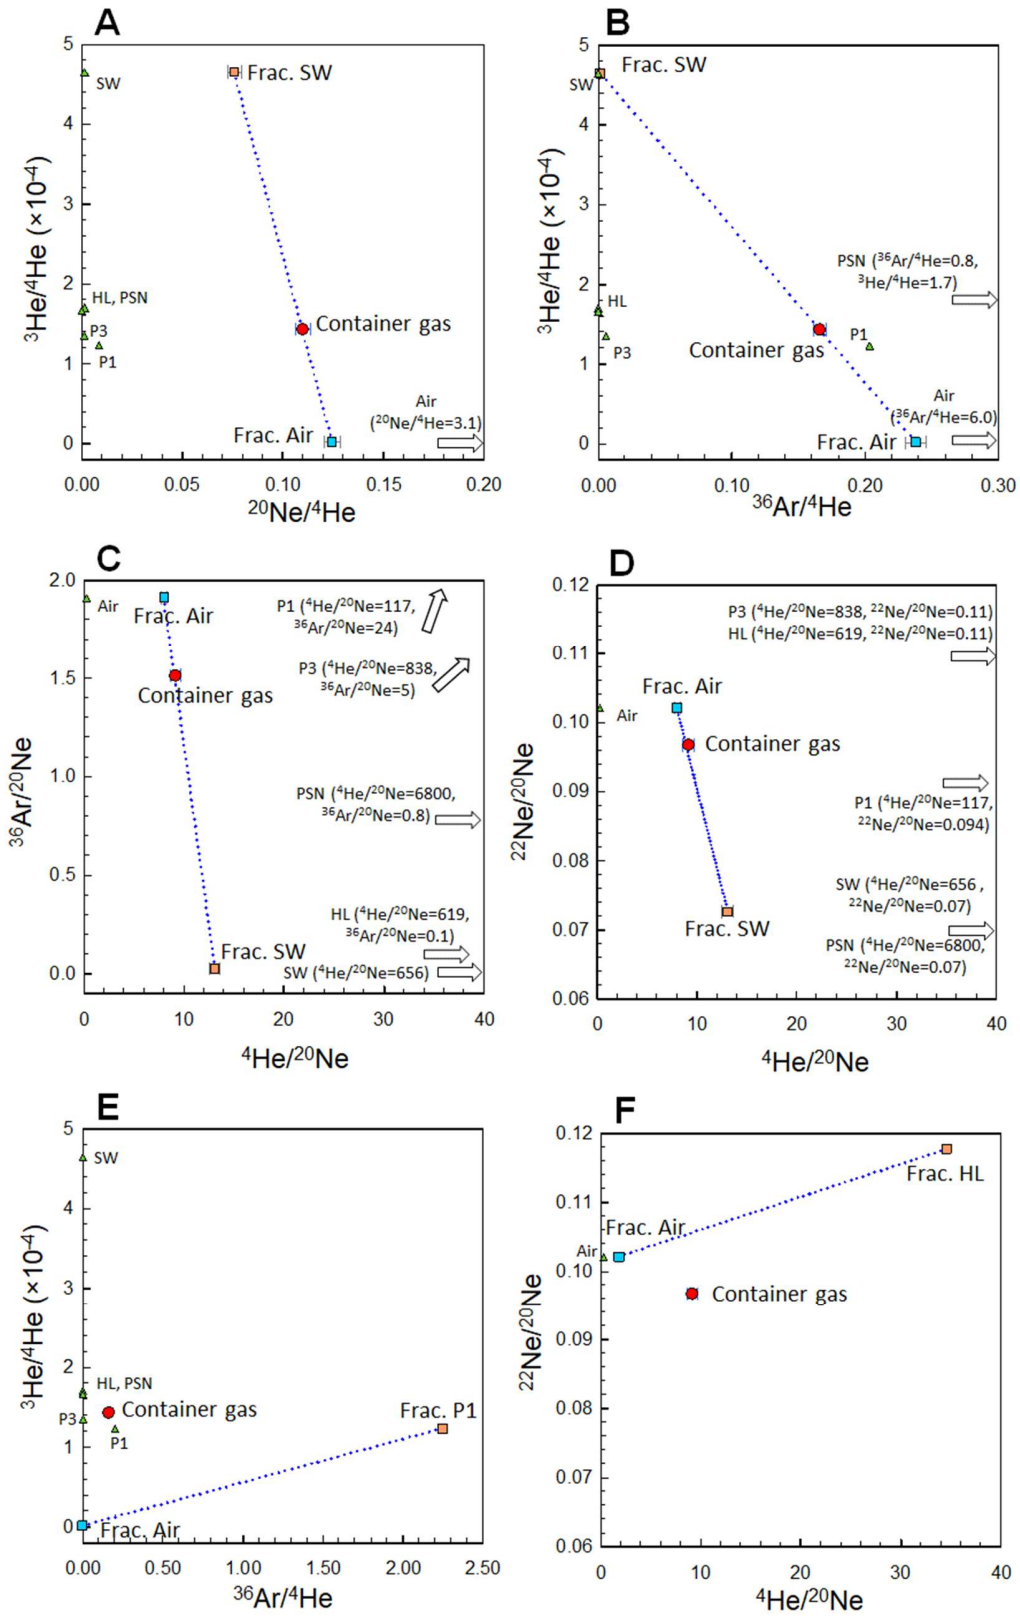 A
5
4
3
2
1
0
³He/⁴He (×10⁻⁴)
SW
Frac. SW
HL, PSN
P3
P1
Container gas
Frac. Air
Air
(²⁰Ne/⁴He=3.1)
0.00 0.05 0.10 0.15 0.20
²⁰Ne/⁴He
B
5
4
3
2
1
0
³He/⁴He (×10⁻⁴)
SW
Frac. SW
PSN (³⁶Ar/⁴He=0.8,
³He/⁴He=1.7)
HL
P3
Container gas
P1
Air
(³⁶Ar/⁴He=6.0)
Frac. Air
0.00 0.10 0.20 0.30
³⁶Ar/⁴He
C
2.0
1.5
1.0
0.5
0.0
³⁶Ar/²⁰Ne
Air
Frac. Air
P1 (⁴He/²⁰Ne=117,
³⁶Ar/²⁰Ne=24)
P3 (⁴He/²⁰Ne=838,
³⁶Ar/²⁰Ne=5)
Container gas
PSN (⁴He/²⁰Ne=6800,
³⁶Ar/²⁰Ne=0.8)
HL (⁴He/²⁰Ne=619,
³⁶Ar/²⁰Ne=0.1)
Frac. SW
SW (⁴He/²⁰Ne=656)
0 10 20 30 40
⁴He/²⁰Ne
D
0.12
0.11
0.10
0.09
0.08
0.07
0.06
²²Ne/²⁰Ne
P3 (⁴He/²⁰Ne=838, ²²Ne/²⁰Ne=0.11)
HL (⁴He/²⁰Ne=619, ²²Ne/²⁰Ne=0.11)
Frac. Air
Air
Container gas
P1 (⁴He/²⁰Ne=117,
²²Ne/²⁰Ne=0.094)
SW (⁴He/²⁰Ne=656 ,
²²Ne/²⁰Ne=0.07)
Frac. SW
PSN (⁴He/²⁰Ne=6800,
²²Ne/²⁰Ne=0.07)
0 10 20 30 40
⁴He/²⁰Ne
E
5
4
3
2
1
0
³He/⁴He (×10⁻⁴)
SW
HL, PSN
Container gas
P3
P1
Frac. P1
Frac. Air
0.00 1.00 2.00 2.50
³⁶Ar/⁴He
F
0.12
0.11
0.10
0.09
0.08
0.07
0.06
²²Ne/²⁰Ne
Frac. HL
Frac. Air
Air
Container gas
0 10 20 30 40
⁴He/²⁰Ne